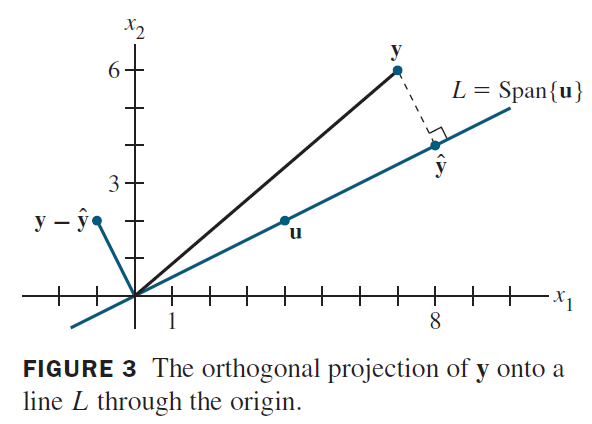 x₂
6
y
L = Span{u}
ŷ
3
y − ŷ
u
x₁
1
8
FIGURE 3 The orthogonal projection of y onto a
line L through the origin.